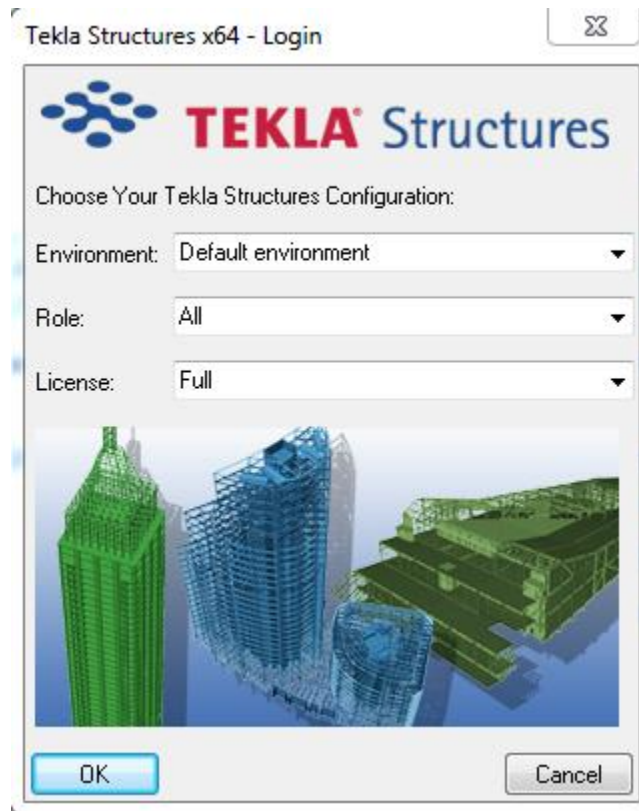 Tekla Structures x64 - Login
TEKLA® Structures
Choose Your Tekla Structures Configuration:
Environment: Default environment
Role: All
License: Full
OK Cancel